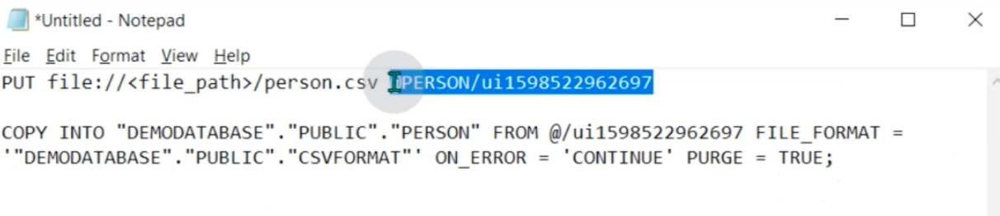 *Untitled - Notepad
File Edit Format View Help
PUT file://<file_path>/person.csv PERSON/ui1598522962697
COPY INTO "DEMODATABASE"."PUBLIC"."PERSON" FROM @/ui1598522962697 FILE_FORMAT =
'"DEMODATABASE"."PUBLIC"."CSVFORMAT"' ON_ERROR = 'CONTINUE' PURGE = TRUE;